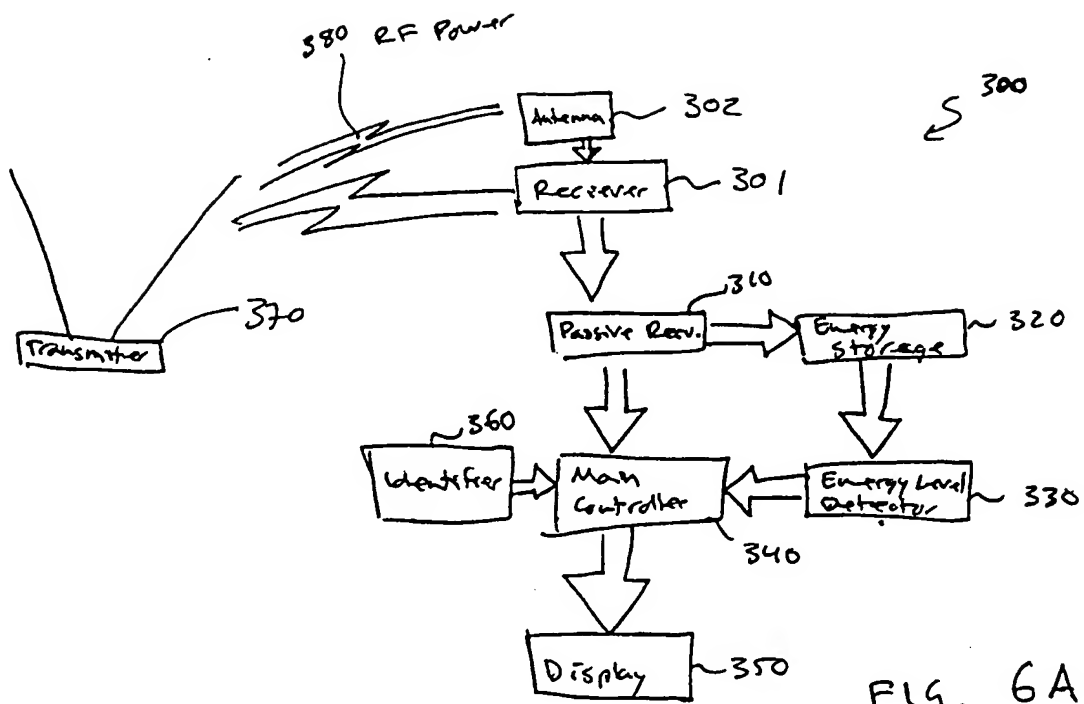 380 RF Power
300
Antenna
302
Reciever
301
370
Transmitter
310
Passive Recv.
Energy
Storage
320
360
Identifier
Main
Controller
340
Energy Level
Detector
330
Display
350
FIG. 6A